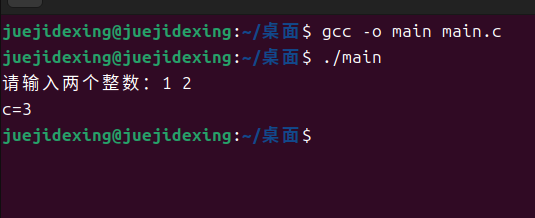 juejidexing@juejidexing:~/桌面$ gcc -o main main.c
juejidexing@juejidexing:~/桌面$ ./main
请输入两个整数：1 2
c=3
juejidexing@juejidexing:~/桌面$